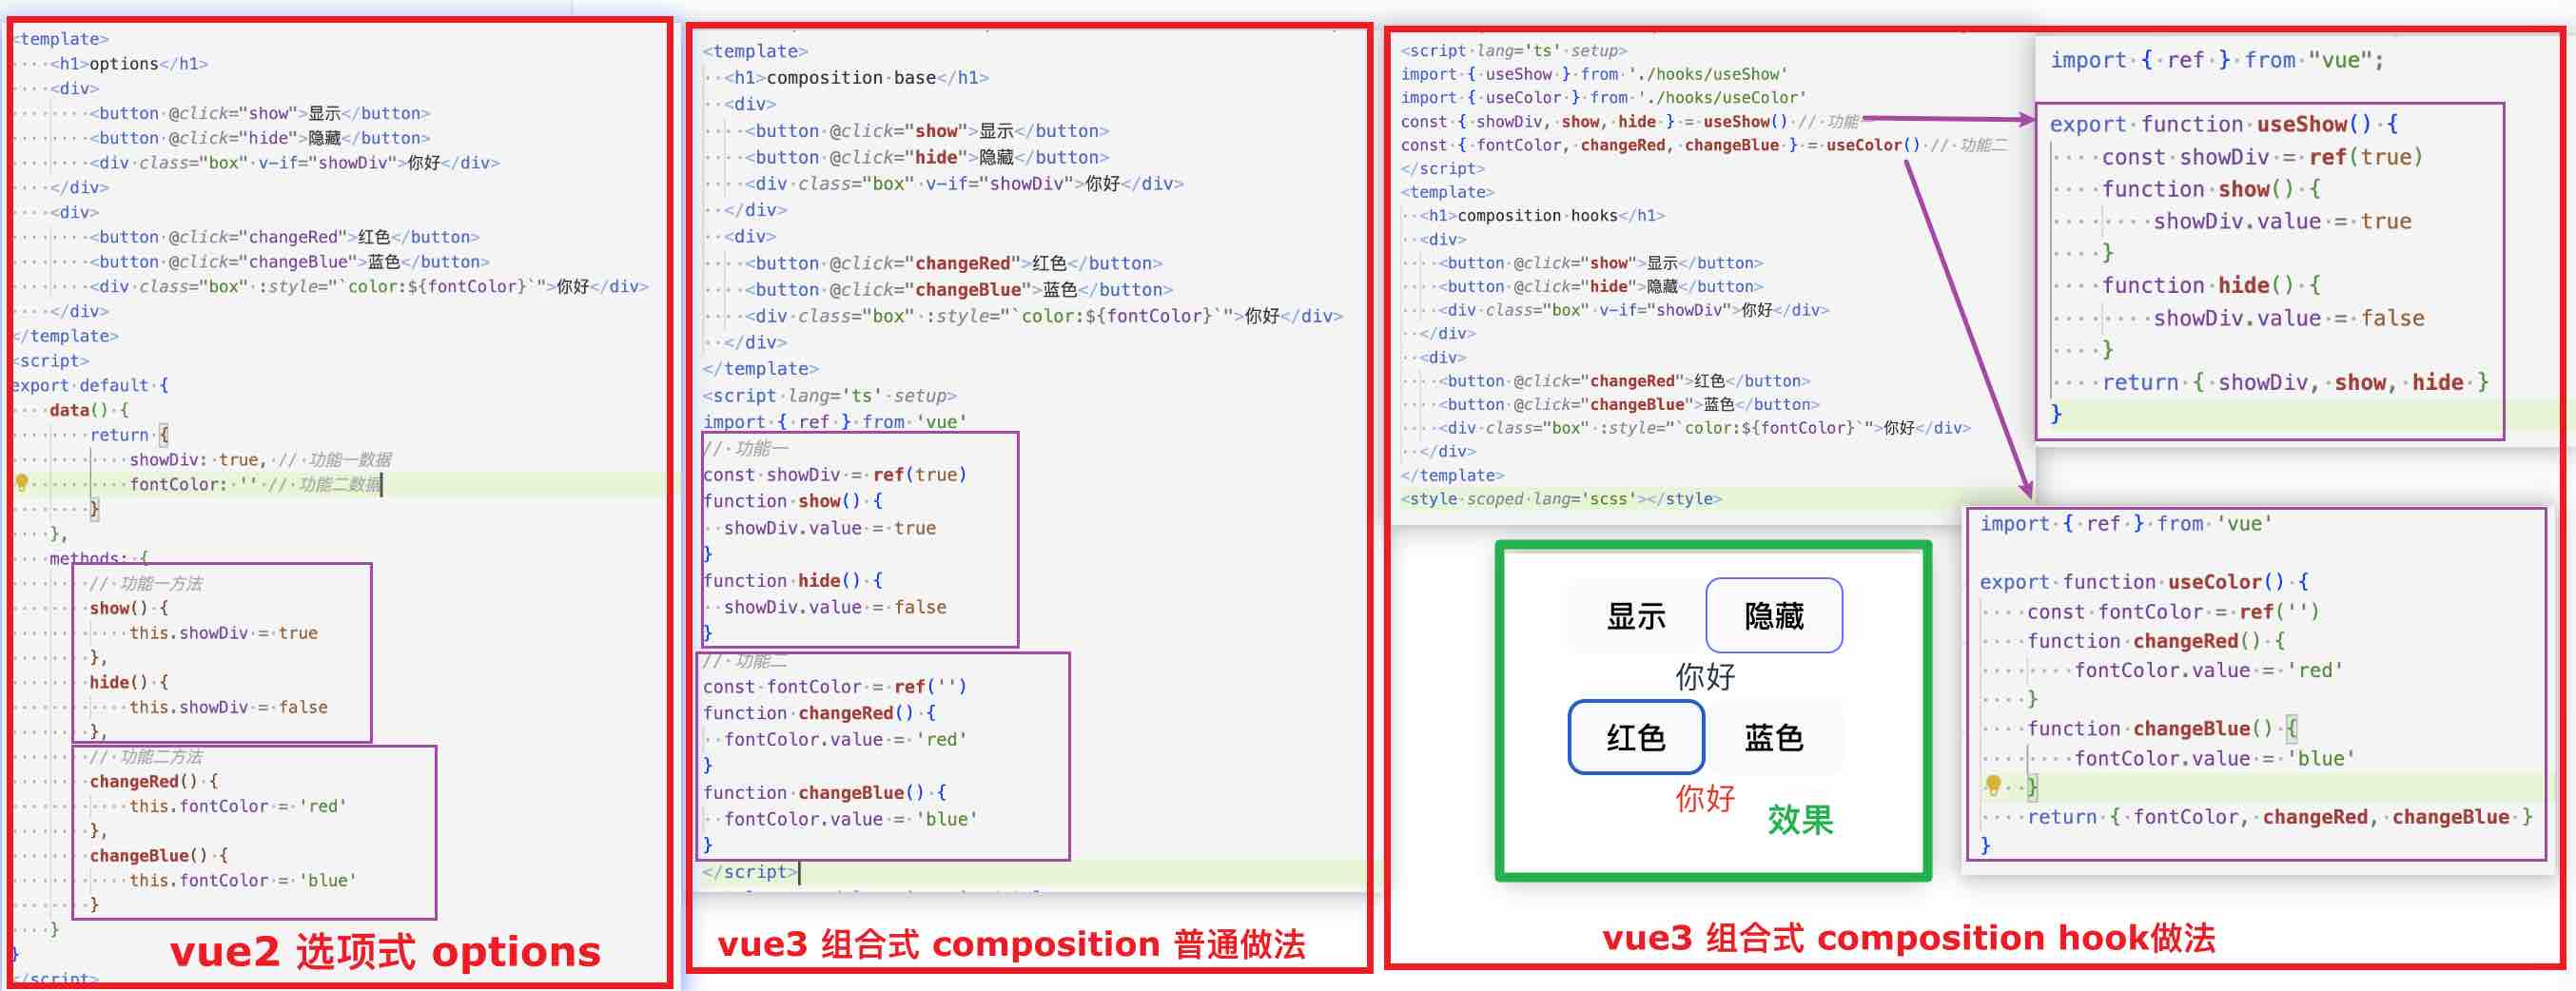 <template>
<h1>options</h1>
<div>
<button @click="show">显示</button>
<button @click="hide">隐藏</button>
<div class="box" v-if="showDiv">你好</div>
</div>
<div>
<button @click="changeRed">红色</button>
<button @click="changeBlue">蓝色</button>
<div class="box" :style="`color:${fontColor}`">你好</div>
</div>
</template>
<script>
export default {
data() {
return {
showDiv: true, // 功能一数据
fontColor: '' // 功能二数据
}
},
methods: {
// 功能一方法
show() {
this.showDiv = true
},
hide() {
this.showDiv = false
},
// 功能二方法
changeRed() {
this.fontColor = 'red'
},
changeBlue() {
this.fontColor = 'blue'
}
}
}
</script>
vue2 选项式 options
<template>
<h1>composition base</h1>
<div>
<button @click="show">显示</button>
<button @click="hide">隐藏</button>
<div class="box" v-if="showDiv">你好</div>
</div>
<div>
<button @click="changeRed">红色</button>
<button @click="changeBlue">蓝色</button>
<div class="box" :style="`color:${fontColor}`">你好</div>
</div>
</template>
<script lang='ts' setup>
import { ref } from 'vue'
// 功能一
const showDiv = ref(true)
function show() {
showDiv.value = true
}
function hide() {
showDiv.value = false
}
// 功能二
const fontColor = ref('')
function changeRed() {
fontColor.value = 'red'
}
function changeBlue() {
fontColor.value = 'blue'
}
</script>
vue3 组合式 composition 普通做法
<script lang='ts' setup>
import { useShow } from './hooks/useShow'
import { useColor } from './hooks/useColor'
const { showDiv, show, hide } = useShow() // 功能一
const { fontColor, changeRed, changeBlue } = useColor() // 功能二
</script>
<template>
<h1>composition hooks</h1>
<div>
<button @click="show">显示</button>
<button @click="hide">隐藏</button>
<div class="box" v-if="showDiv">你好</div>
</div>
<div>
<button @click="changeRed">红色</button>
<button @click="changeBlue">蓝色</button>
<div class="box" :style="`color:${fontColor}`">你好</div>
</div>
</template>
<style scoped lang='scss'></style>
import { ref } from "vue";
export function useShow() {
const showDiv = ref(true)
function show() {
showDiv.value = true
}
function hide() {
showDiv.value = false
}
return { showDiv, show, hide }
}
显示 隐藏
你好
红色 蓝色
你好
效果
import { ref } from 'vue'
export function useColor() {
const fontColor = ref('')
function changeRed() {
fontColor.value = 'red'
}
function changeBlue() {
fontColor.value = 'blue'
}
return { fontColor, changeRed, changeBlue }
}
vue3 组合式 composition hook做法